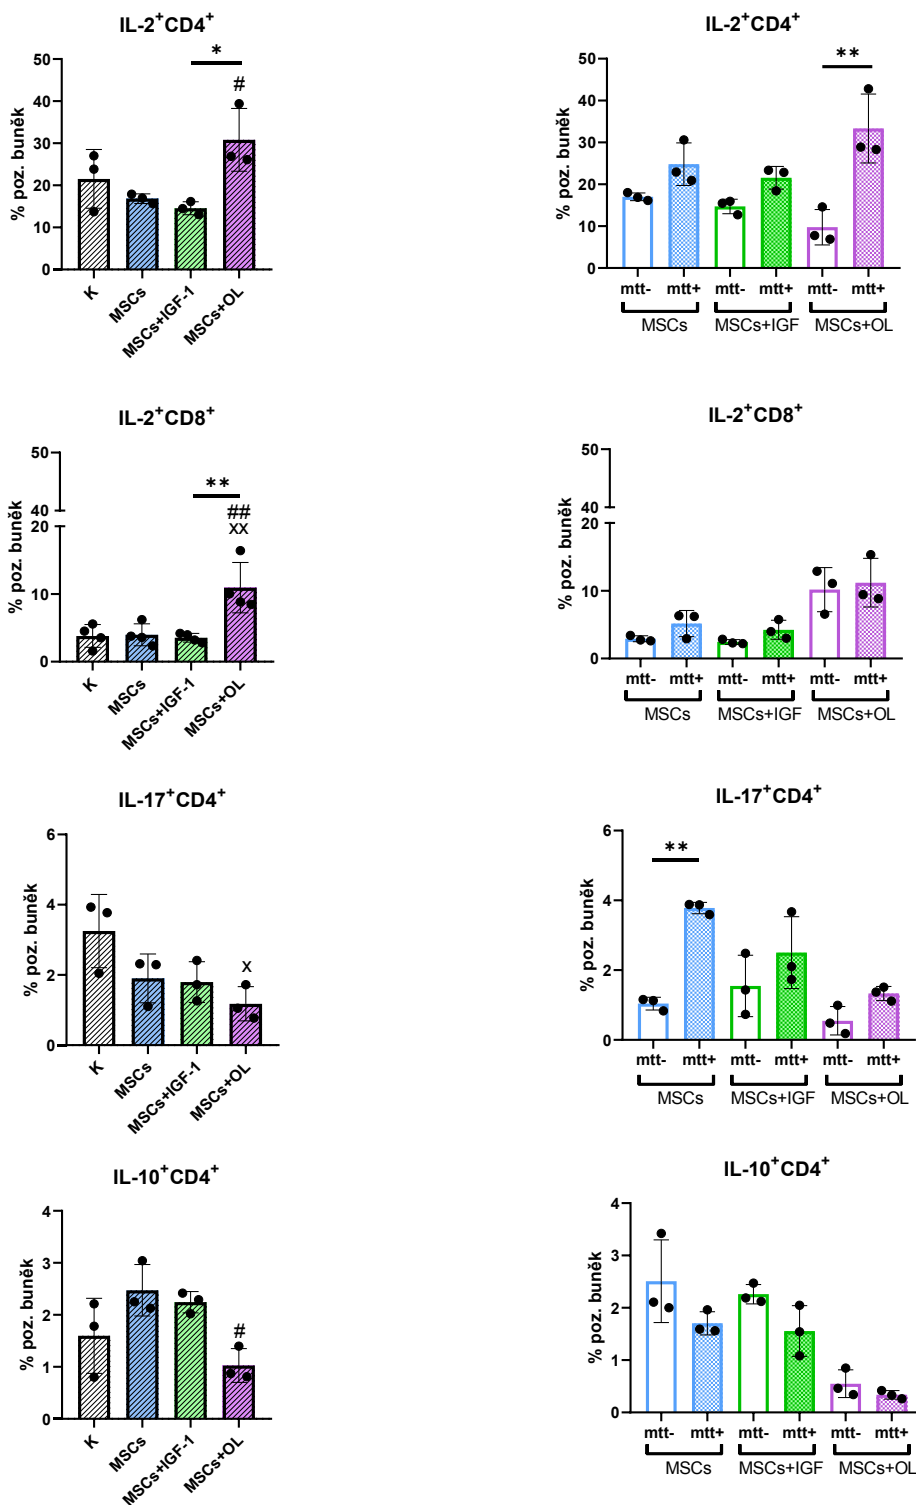 IL-2⁺CD4⁺
*
#
% poz. buněk
50
40
30
20
10
0
K
MSCs
MSCs+IGF-1
MSCs+OL
IL-2⁺CD4⁺
**
% poz. buněk
50
40
30
20
10
0
mtt- mtt+ mtt- mtt+ mtt- mtt+
MSCs MSCs+IGF MSCs+OL
IL-2⁺CD8⁺
**
##
xx
% poz. buněk
50
40
20
10
0
K
MSCs
MSCs+IGF-1
MSCs+OL
IL-2⁺CD8⁺
% poz. buněk
50
40
20
10
0
mtt- mtt+ mtt- mtt+ mtt- mtt+
MSCs MSCs+IGF MSCs+OL
IL-17⁺CD4⁺
x
% poz. buněk
6
4
2
0
K
MSCs
MSCs+IGF-1
MSCs+OL
IL-17⁺CD4⁺
**
% poz. buněk
6
4
2
0
mtt- mtt+ mtt- mtt+ mtt- mtt+
MSCs MSCs+IGF MSCs+OL
IL-10⁺CD4⁺
#
% poz. buněk
4
3
2
1
0
K
MSCs
MSCs+IGF-1
MSCs+OL
IL-10⁺CD4⁺
% poz. buněk
4
3
2
1
0
mtt- mtt+ mtt- mtt+ mtt- mtt+
MSCs MSCs+IGF MSCs+OL